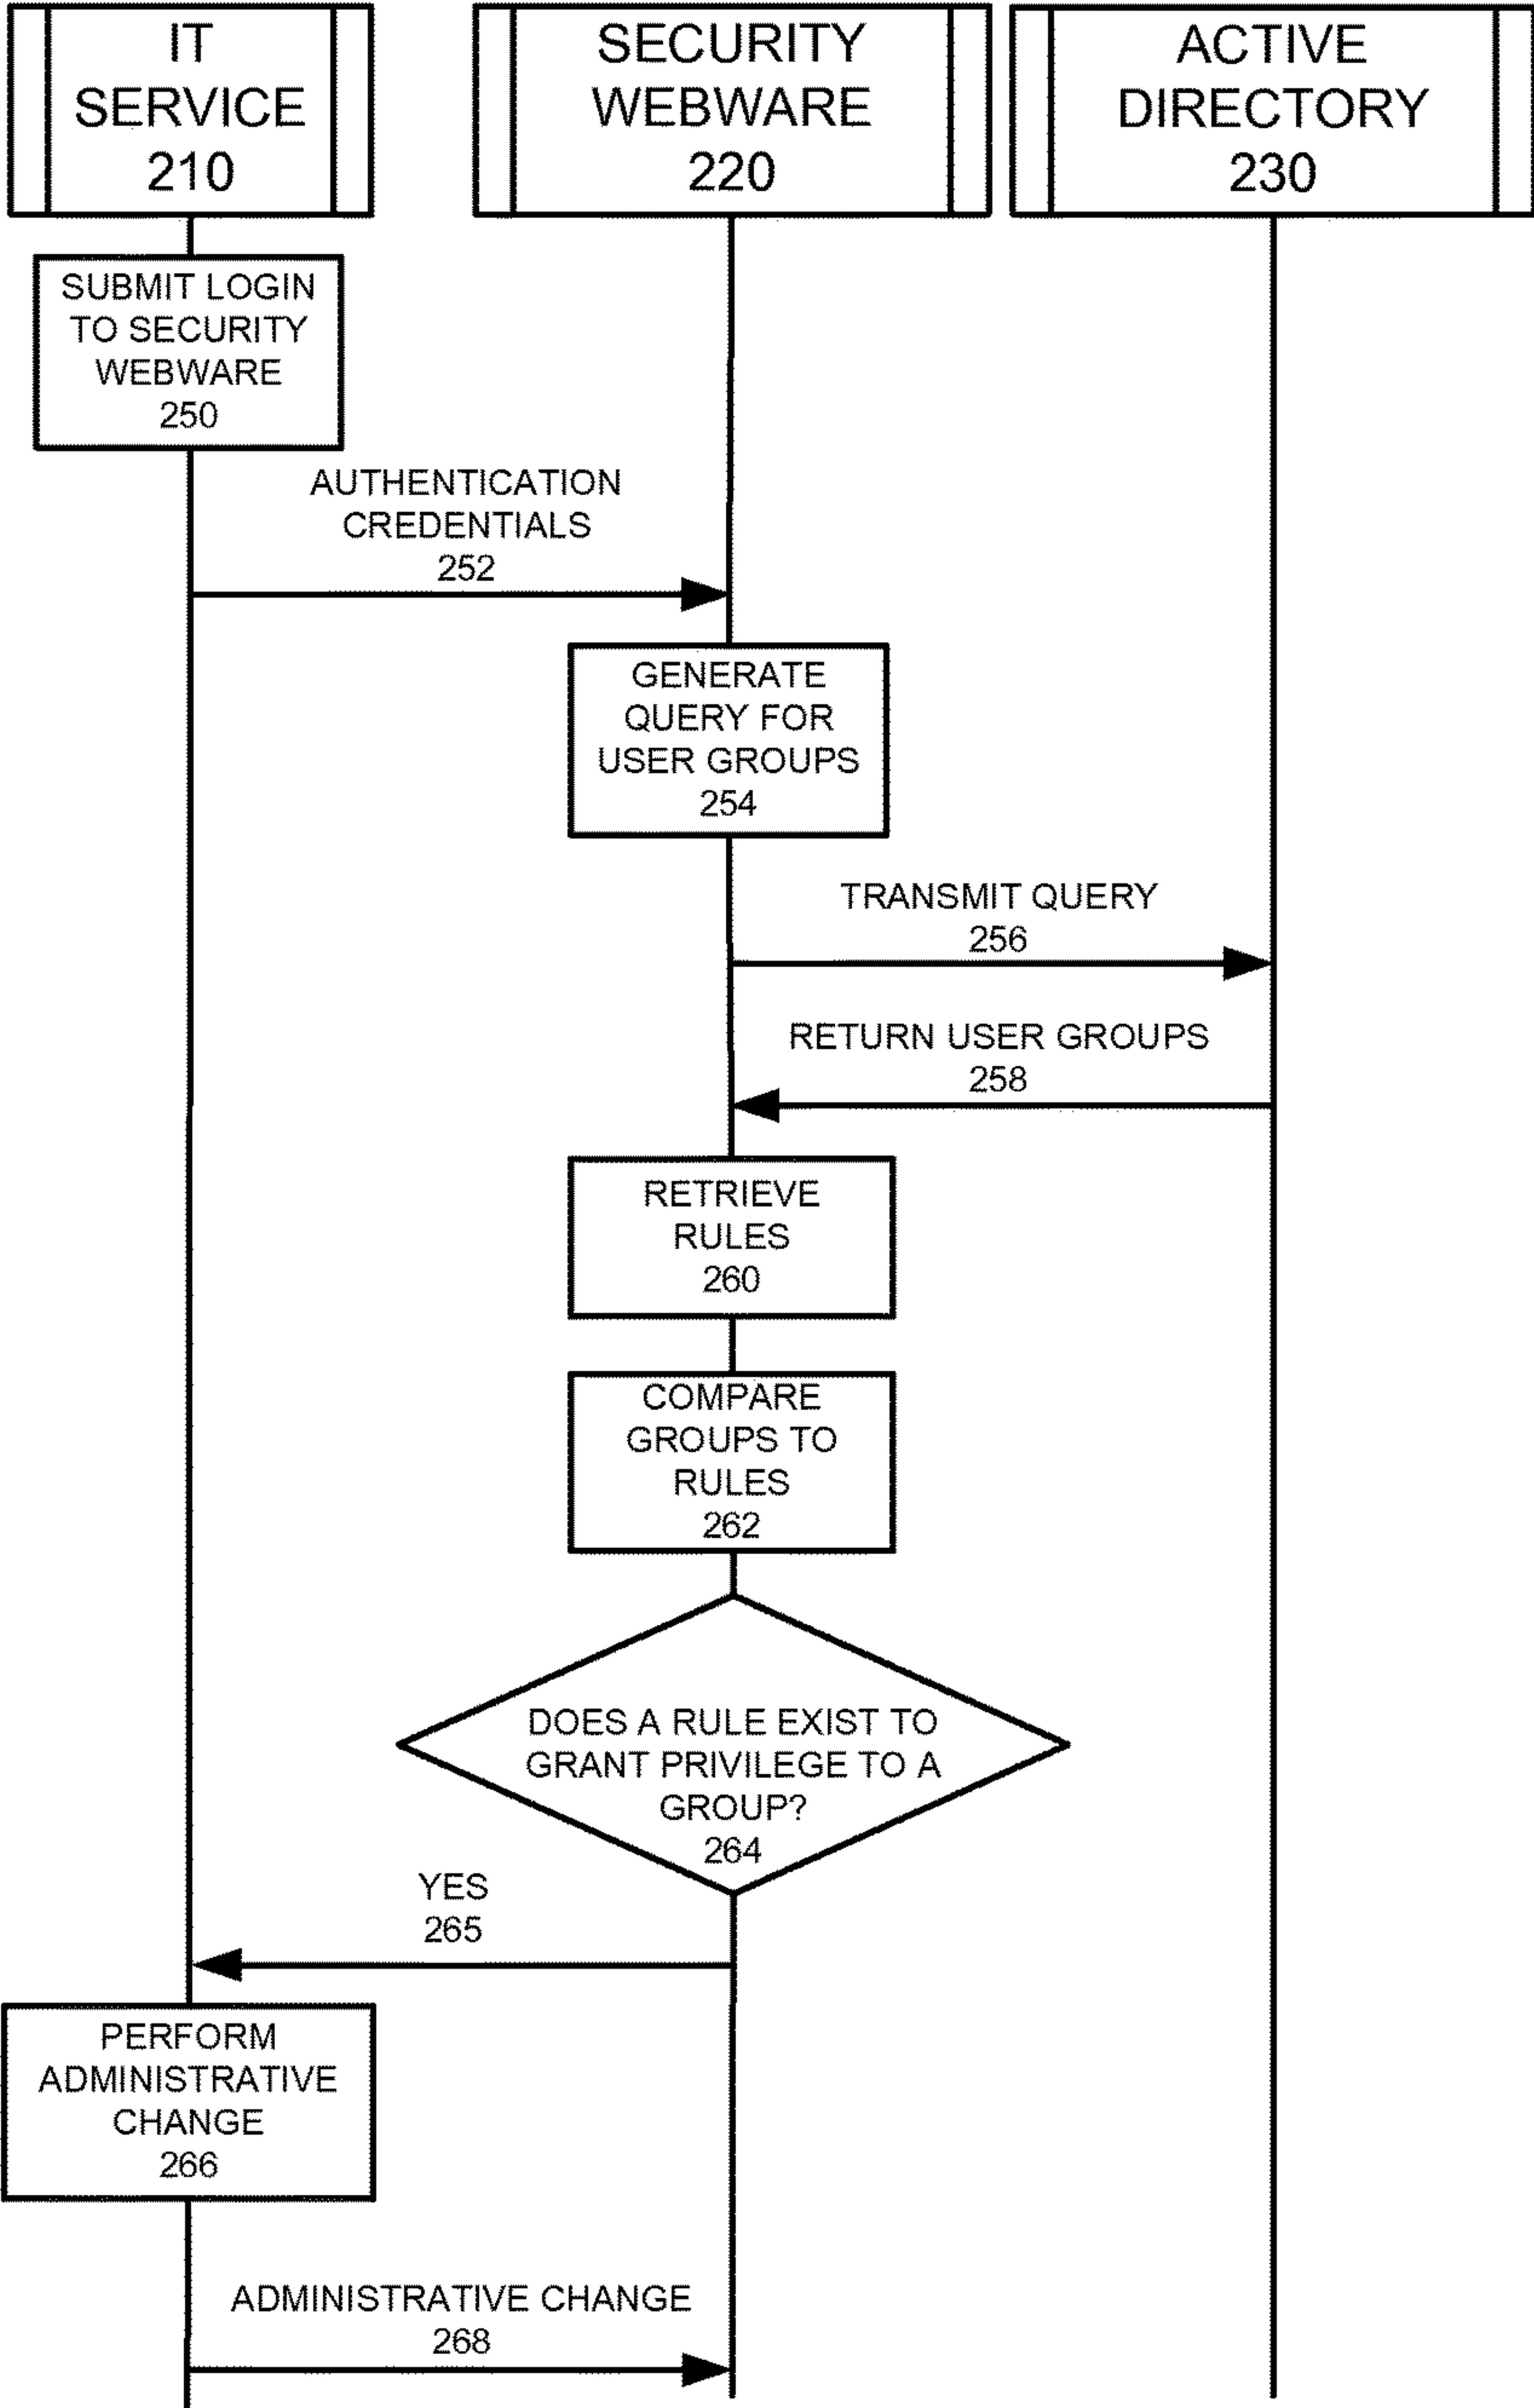 IT
SERVICE
210
SECURITY
WEBWARE
220
ACTIVE
DIRECTORY
230
SUBMIT LOGIN
TO SECURITY
WEBWARE
250
AUTHENTICATION
CREDENTIALS
252
GENERATE
QUERY FOR
USER GROUPS
254
TRANSMIT QUERY
256
RETURN USER GROUPS
258
RETRIEVE
RULES
260
COMPARE
GROUPS TO
RULES
262
DOES A RULE EXIST TO
GRANT PRIVILEGE TO A
GROUP?
264
YES
265
PERFORM
ADMINISTRATIVE
CHANGE
266
ADMINISTRATIVE CHANGE
268